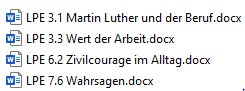 LPE 3.1 Martin Luther und der Beruf.docx
LPE 3.3 Wert der Arbeit.docx
LPE 6.2 Zivilcourage im Alltag.docx
LPE 7.6 Wahrsagen.docx